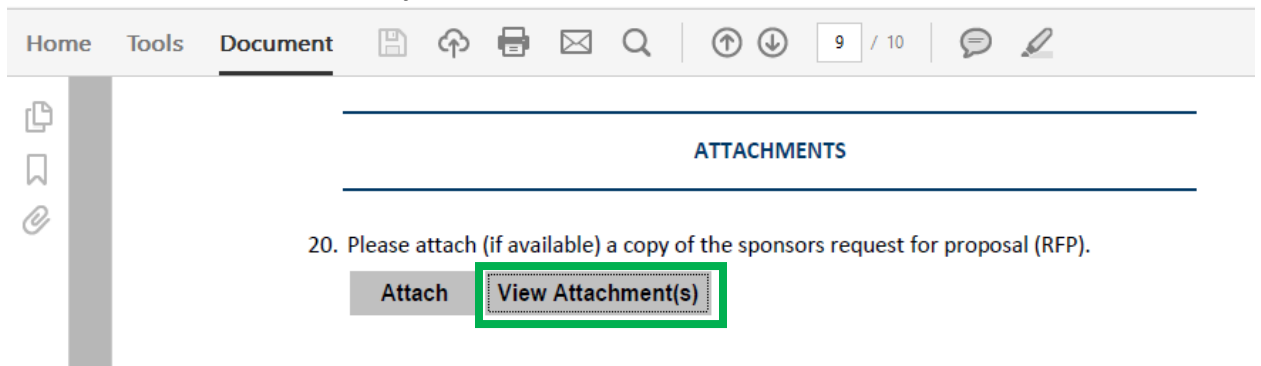 Home Tools Document 9 / 10
ATTACHMENTS
20. Please attach (if available) a copy of the sponsors request for proposal (RFP).
Attach View Attachment(s)